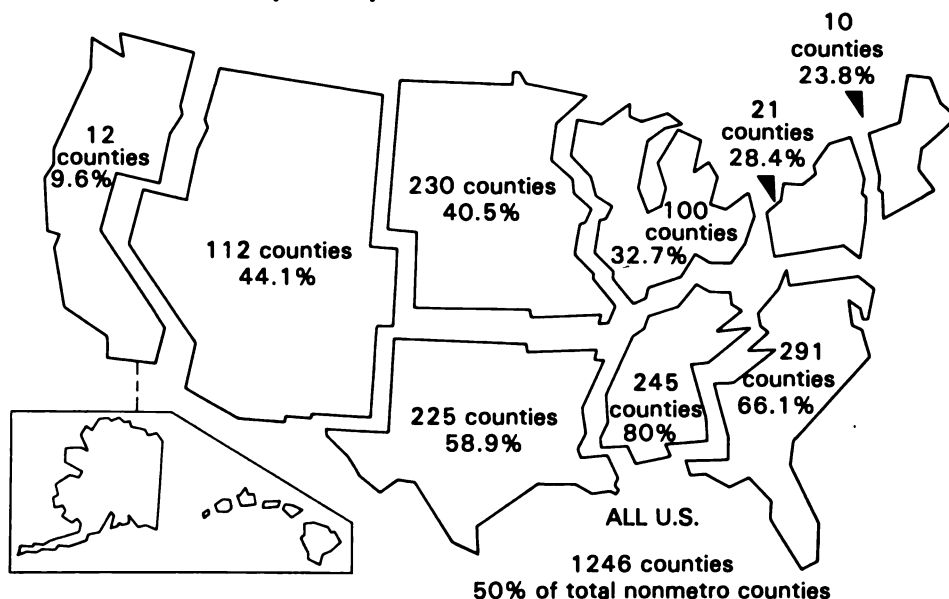 10
counties
23.8%
21
counties
28.4%
12
counties
9.6%
230 counties
40.5%
100
counties
32.7%
112 counties
44.1%
291
counties
66.1%
245
counties
80%
225 counties
58.9%
ALL U.S.
1246 counties
50% of total nonmetro counties